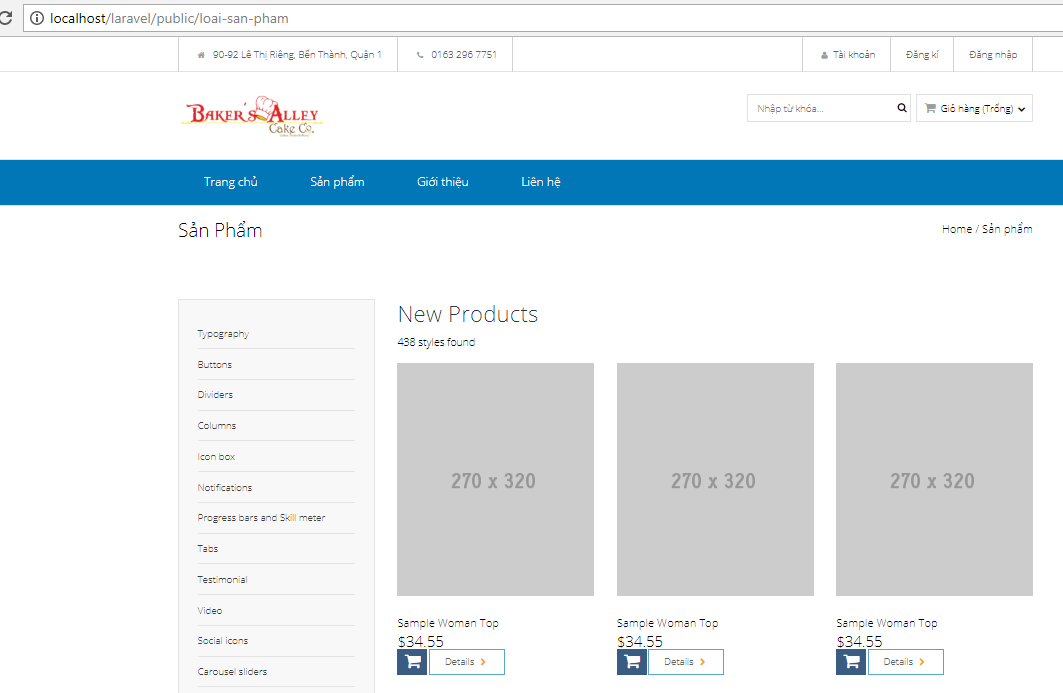 localhost/laravel/public/loai-san-pham
90-92 Lê Thị Riêng, Bến Thành, Quận 1
0163 296 7751
Tài khoản
Đăng kí
Đăng nhập
BAKER'S ALLEY
Cake Co.
Nhập từ khóa...
Giỏ hàng (Trống)
Trang chủ
Sản phẩm
Giới thiệu
Liên hệ
Sản Phẩm
Home / Sản phẩm
Typography
Buttons
Dividers
Columns
Icon box
Notifications
Progress bars and Skill meter
Tabs
Testimonial
Video
Social icons
Carousel sliders
New Products
438 styles found
270 x 320
270 x 320
270 x 320
Sample Woman Top
$34.55
Details
Sample Woman Top
$34.55
Details
Sample Woman Top
$34.55
Details